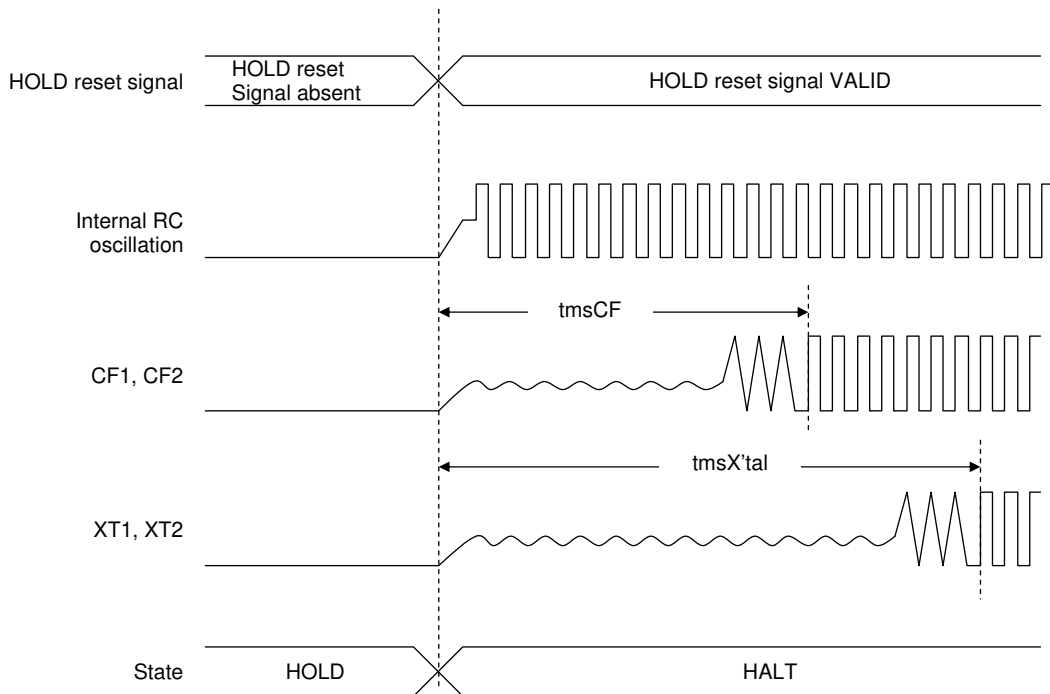 HOLD reset signal
HOLD reset
Signal absent
HOLD reset signal VALID
Internal RC
oscillation
tmsCF
CF1, CF2
tmsX'tal
XT1, XT2
State
HOLD
HALT